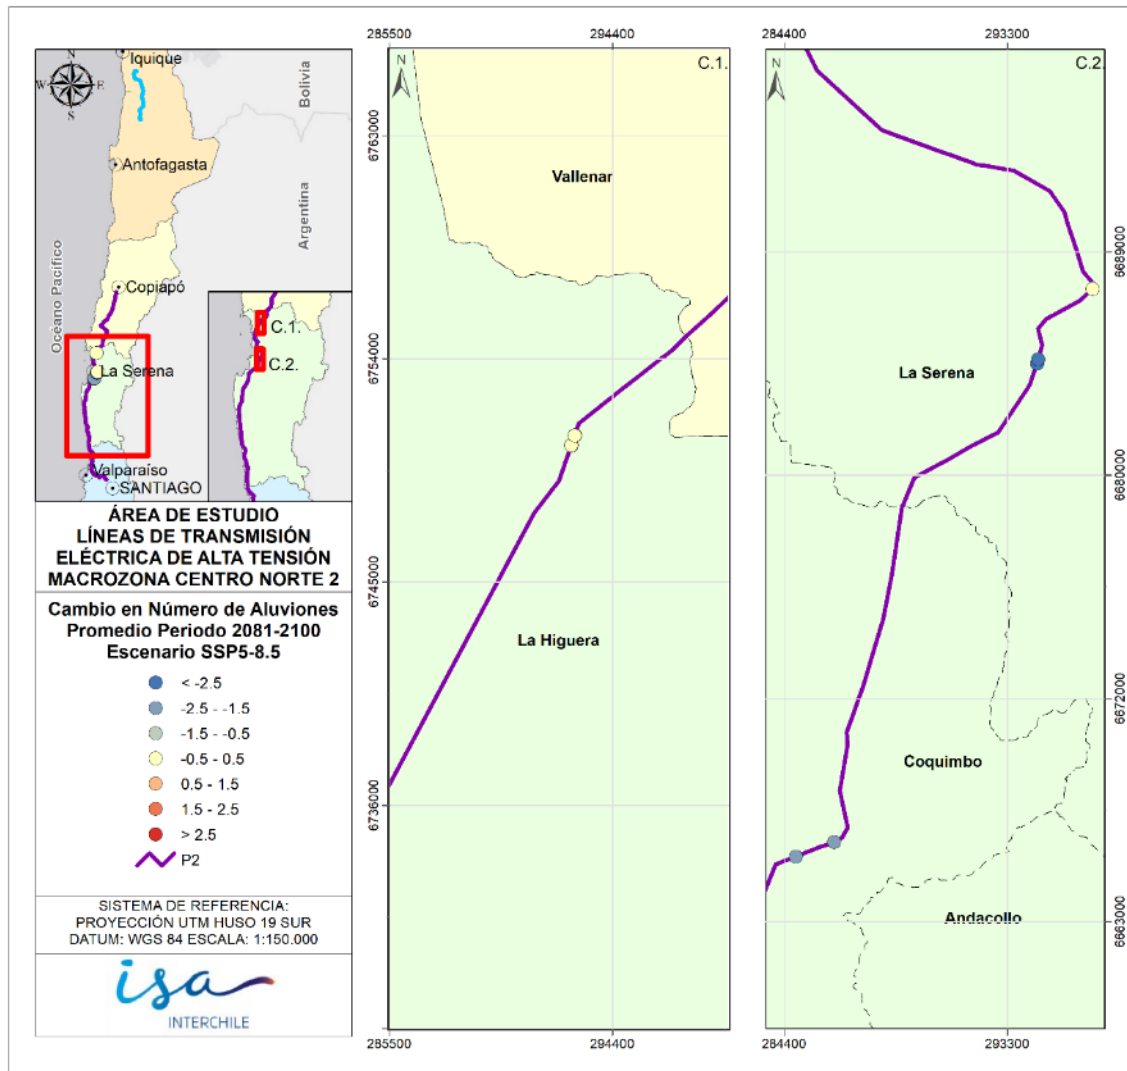 N
W
E
S
Iquique
Bolivia
Antofagasta
Argentina
Océano Pacífico
Copiapó
La Serena
C.1.
C.2.
Valparaíso
SANTIAGO
ÁREA DE ESTUDIO
LÍNEAS DE TRANSMISIÓN
ELÉCTRICA DE ALTA TENSIÓN
MACROZONA CENTRO NORTE 2
Cambio en Número de Aluviones
Promedio Periodo 2081-2100
Escenario SSP5-8.5
< -2.5
-2.5 - -1.5
-1.5 - -0.5
-0.5 - 0.5
0.5 - 1.5
1.5 - 2.5
> 2.5
P2
SISTEMA DE REFERENCIA:
PROYECCIÓN UTM HUSO 19 SUR
DATUM: WGS 84 ESCALA: 1:150.000
isa
INTERCHILE
285500
294400
N
C.1.
6763000
Vallenar
6754000
6745000
La Higuera
6736000
285500
294400
284400
293300
N
C.2.
6689000
La Serena
6680000
6672000
Coquimbo
Andacollo
6663000
284400
293300